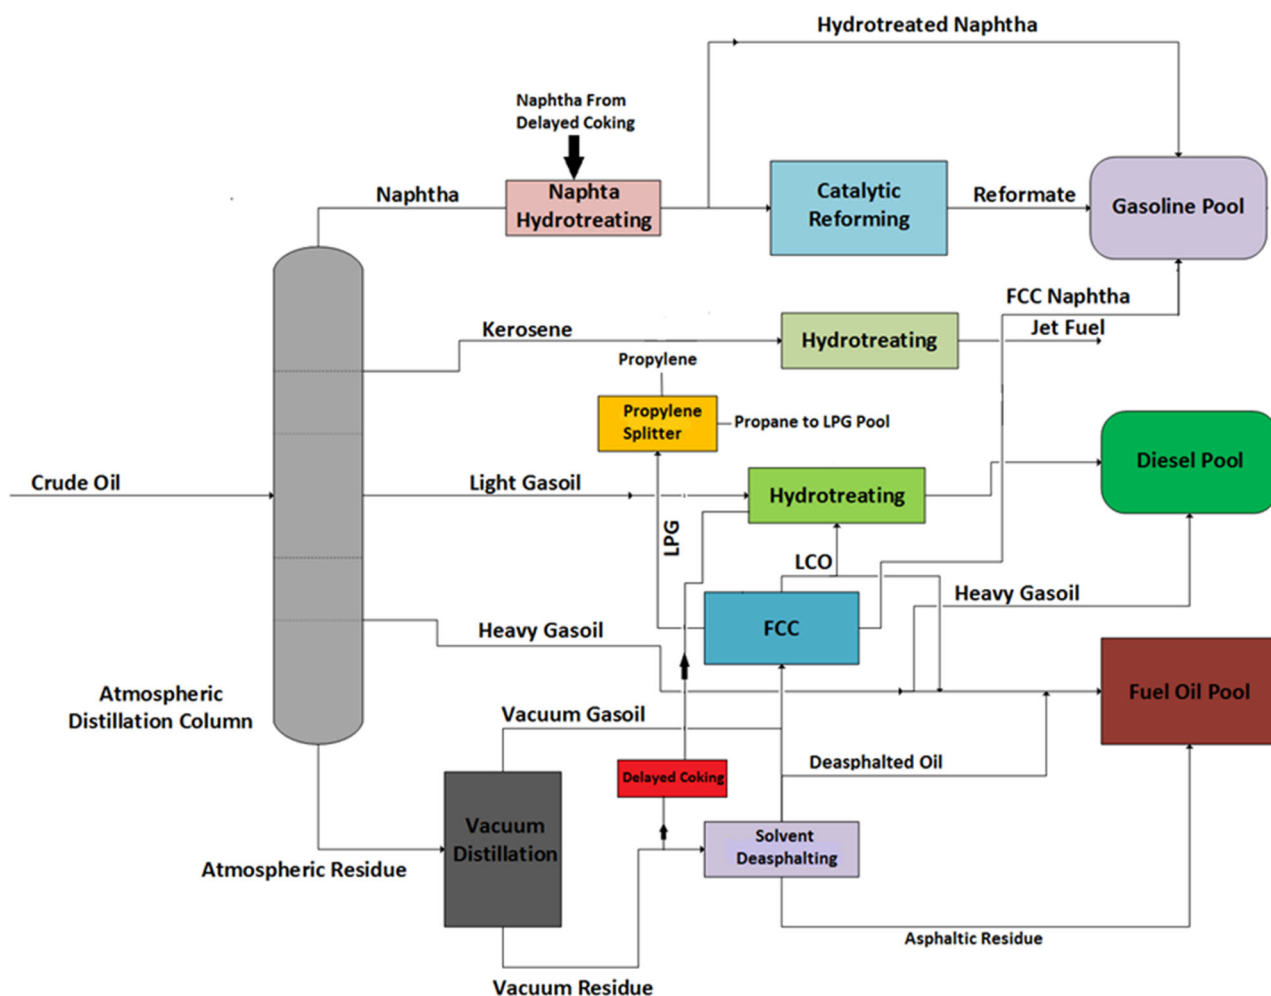 Hydrotreated Naphtha
Naphtha From
Delayed Coking
Naphtha
Naphta
Hydrotreating
Catalytic
Reforming
Reformate
Gasoline Pool
FCC Naphtha
Jet Fuel
Kerosene
Hydrotreating
Propylene
Propylene
Splitter
Propane to LPG Pool
Diesel Pool
Crude Oil
Light Gasoil
Hydrotreating
LPG
LCO
Heavy Gasoil
FCC
Heavy Gasoil
Atmospheric
Distillation Column
Fuel Oil Pool
Vacuum Gasoil
Deasphalted Oil
Delayed Coking
Vacuum
Distillation
Solvent
Deasphalting
Atmospheric Residue
Asphaltic Residue
Vacuum Residue